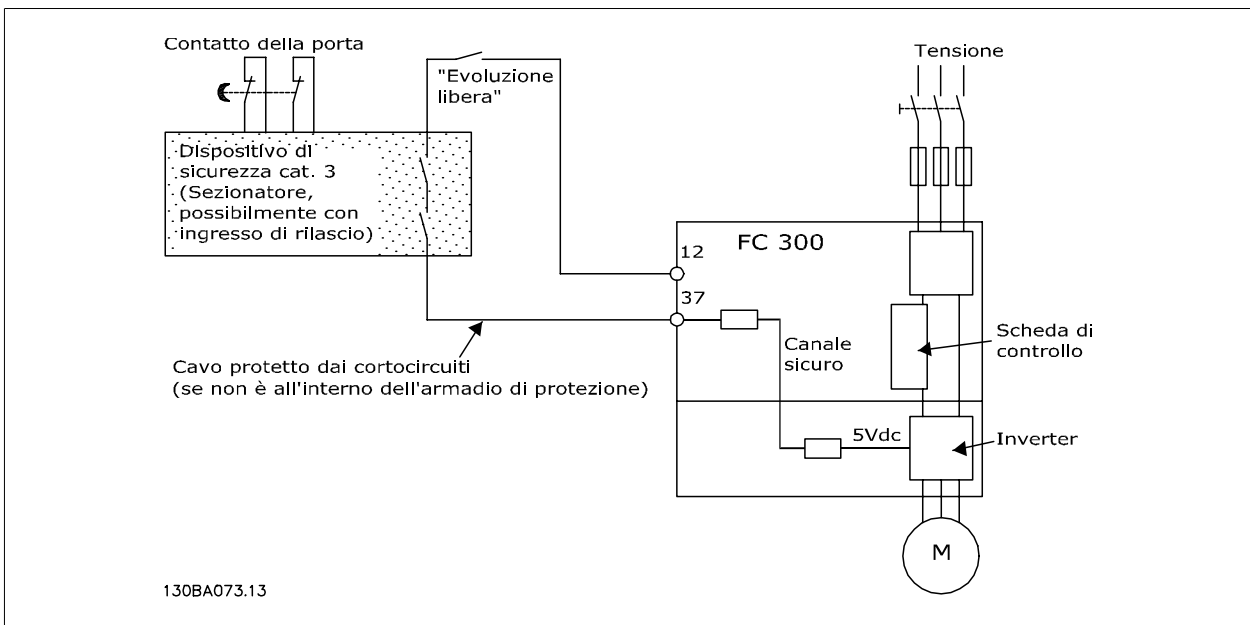 Contatto della porta
Tensione
"Evoluzione
libera"
Dispositivo di
sicurezza cat. 3
(Sezionatore,
possibilmente con
ingresso di rilascio)
12
FC 300
37
Canale
sicuro
Scheda di
controllo
Cavo protetto dai cortocircuiti
(se non è all'interno dell'armadio di protezione)
5Vdc
Inverter
M
130BA073.13